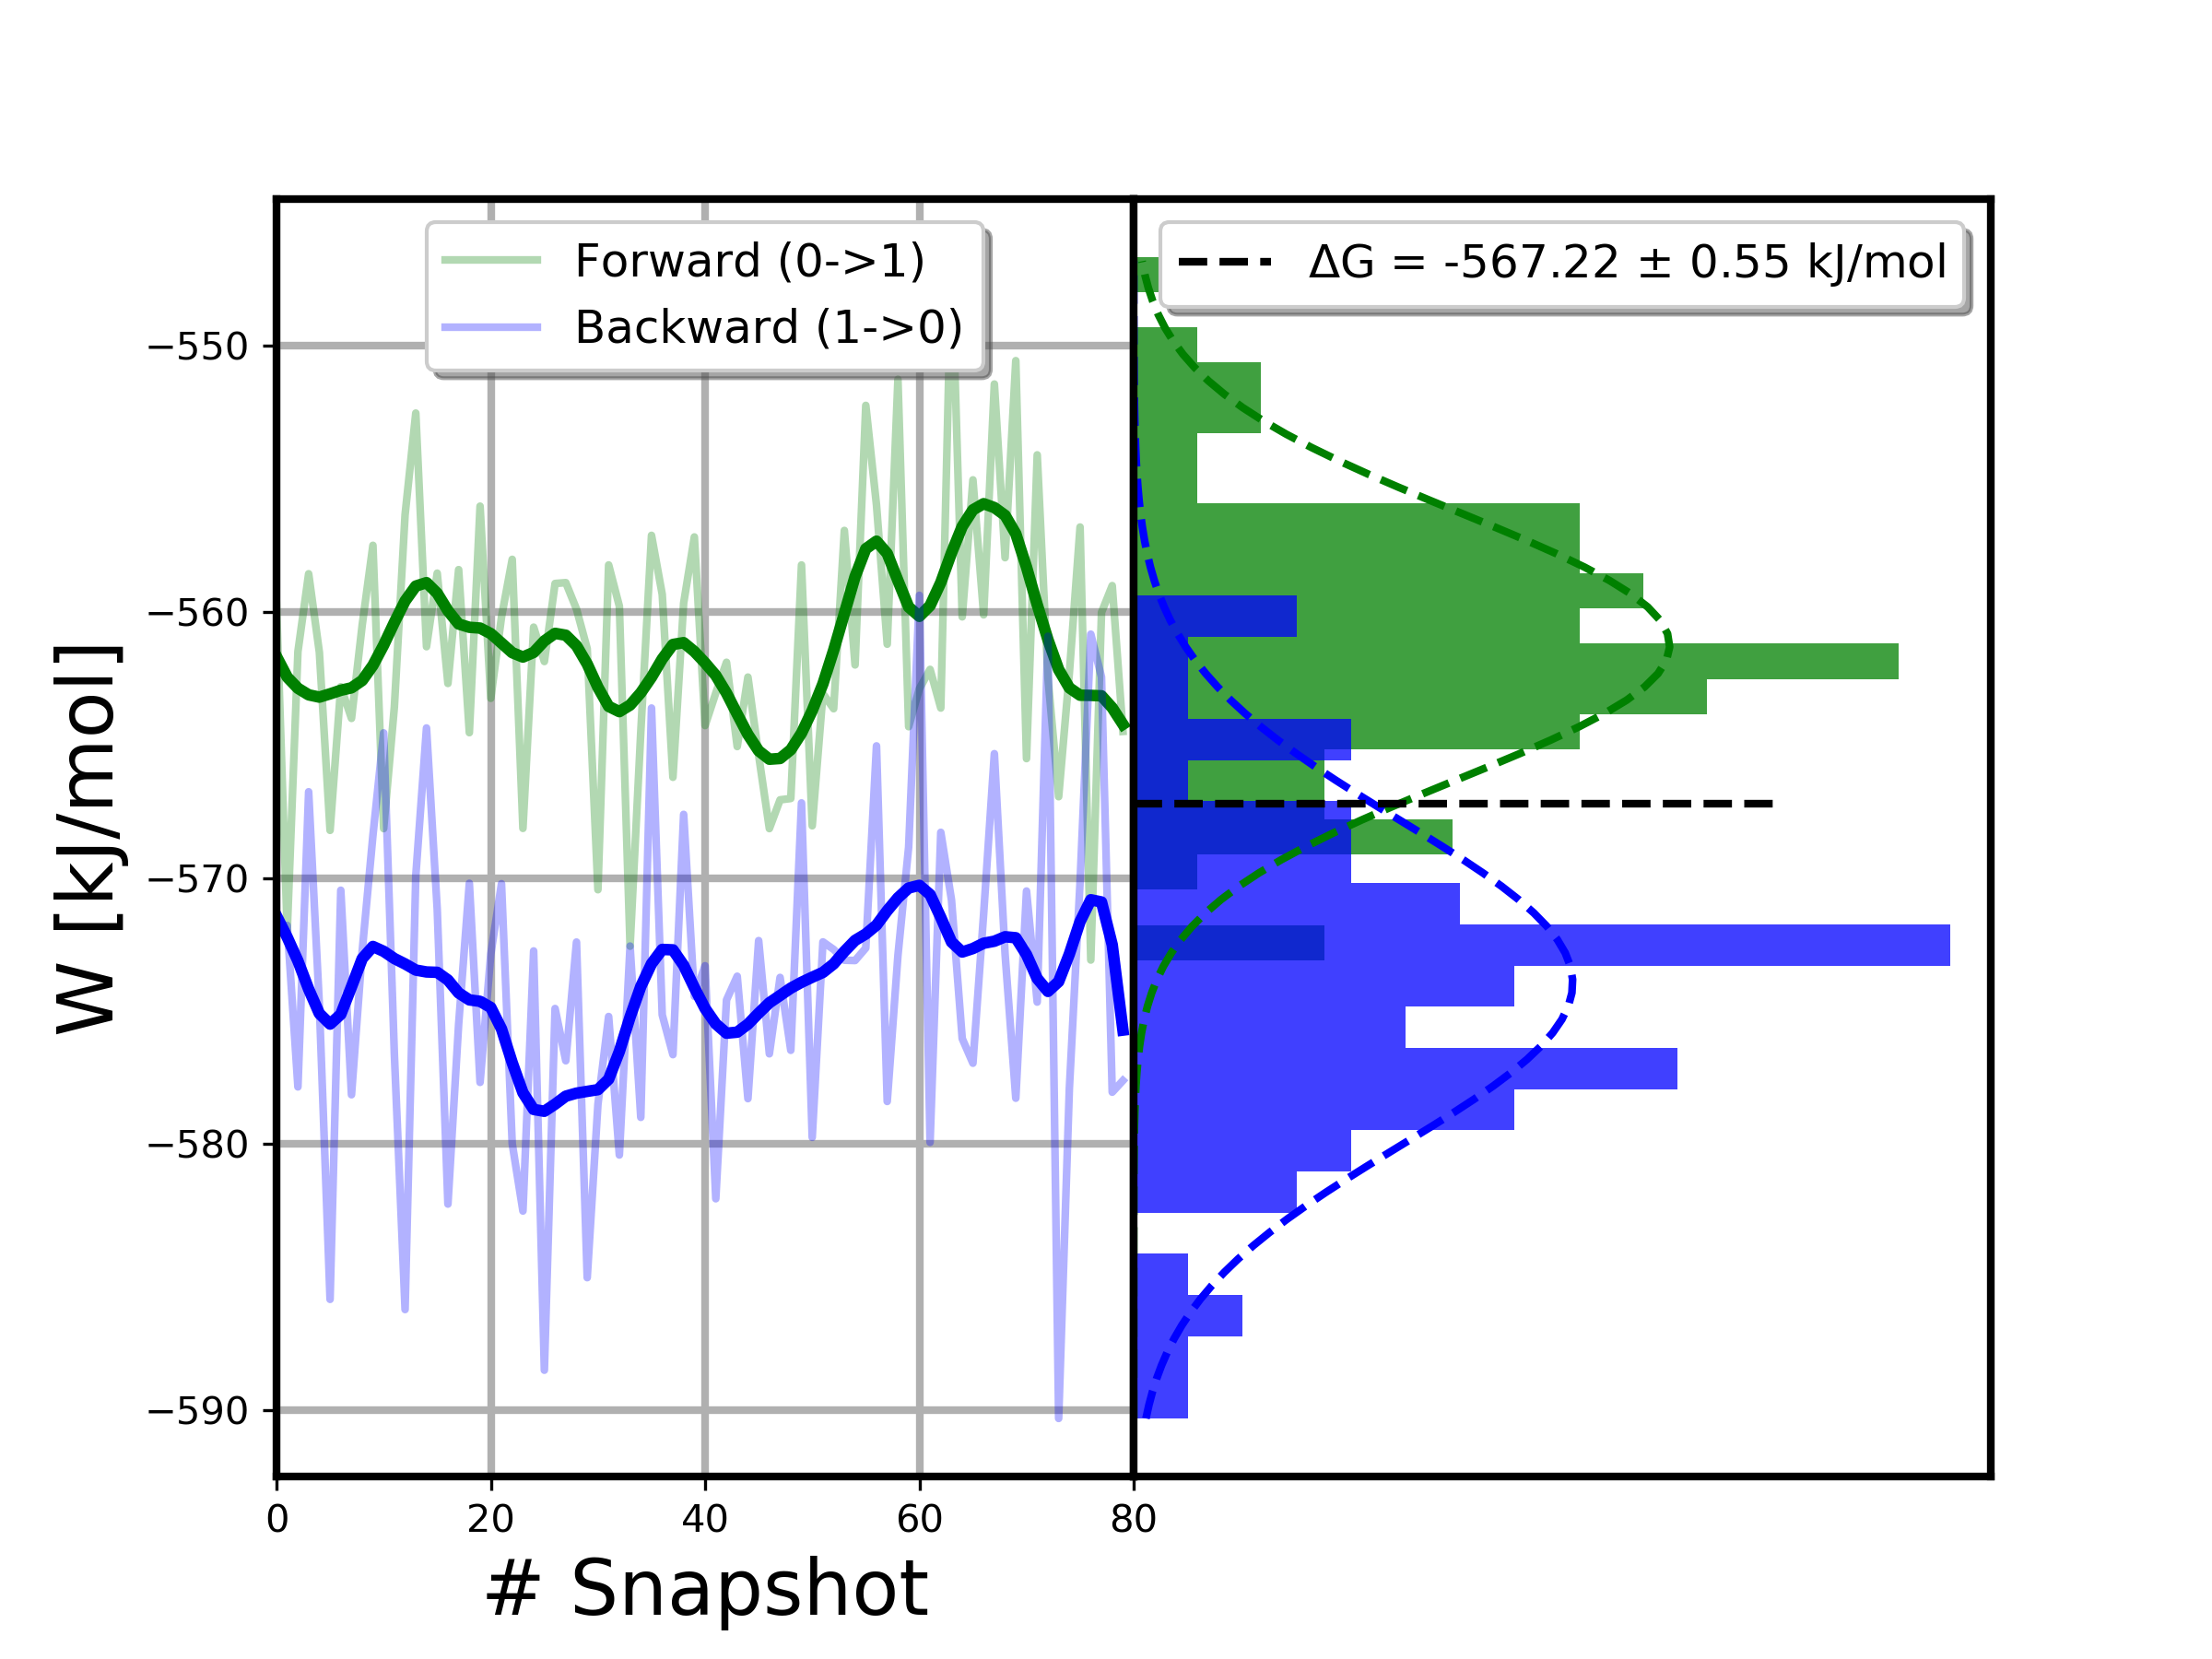 Forward (0->1)
Backward (1->0)
ΔG = -567.22 ± 0.55 kJ/mol
W [kJ/mol]
−550
−560
−570
−580
−590
0 20 40 60 80
# Snapshot